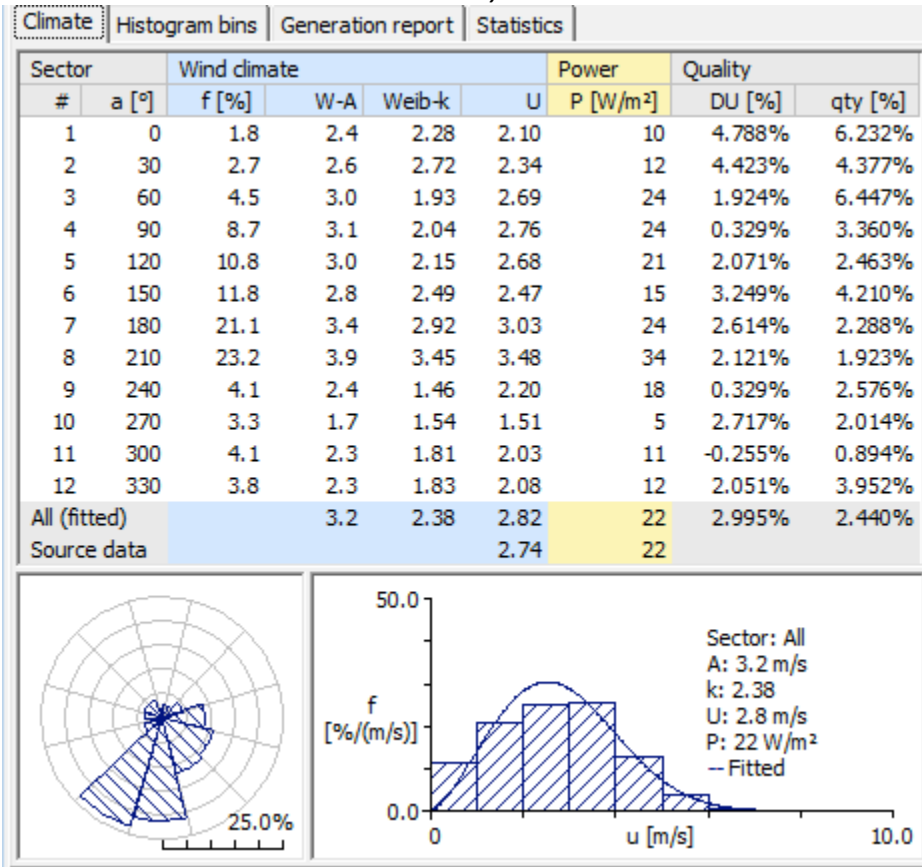 Climate Histogram bins Generation report Statistics
Sector Wind climate Power Quality
# a [°] f [%] W-A Weib-k U P [W/m²] DU [%] qty [%]
1 0 1.8 2.4 2.28 2.10 10 4.788% 6.232%
2 30 2.7 2.6 2.72 2.34 12 4.423% 4.377%
3 60 4.5 3.0 1.93 2.69 24 1.924% 6.447%
4 90 8.7 3.1 2.04 2.76 24 0.329% 3.360%
5 120 10.8 3.0 2.15 2.68 21 2.071% 2.463%
6 150 11.8 2.8 2.49 2.47 15 3.249% 4.210%
7 180 21.1 3.4 2.92 3.03 24 2.614% 2.288%
8 210 23.2 3.9 3.45 3.48 34 2.121% 1.923%
9 240 4.1 2.4 1.46 2.20 18 0.329% 2.576%
10 270 3.3 1.7 1.54 1.51 5 2.717% 2.014%
11 300 4.1 2.3 1.81 2.03 11 -0.255% 0.894%
12 330 3.8 2.3 1.83 2.08 12 2.051% 3.952%
All (fitted) 3.2 2.38 2.82 22 2.995% 2.440%
Source data 2.74 22
25.0%
50.0
f
[%/(m/s)]
0.0
0 u [m/s] 10.0
Sector: All
A: 3.2 m/s
k: 2.38
U: 2.8 m/s
P: 22 W/m²
-- Fitted